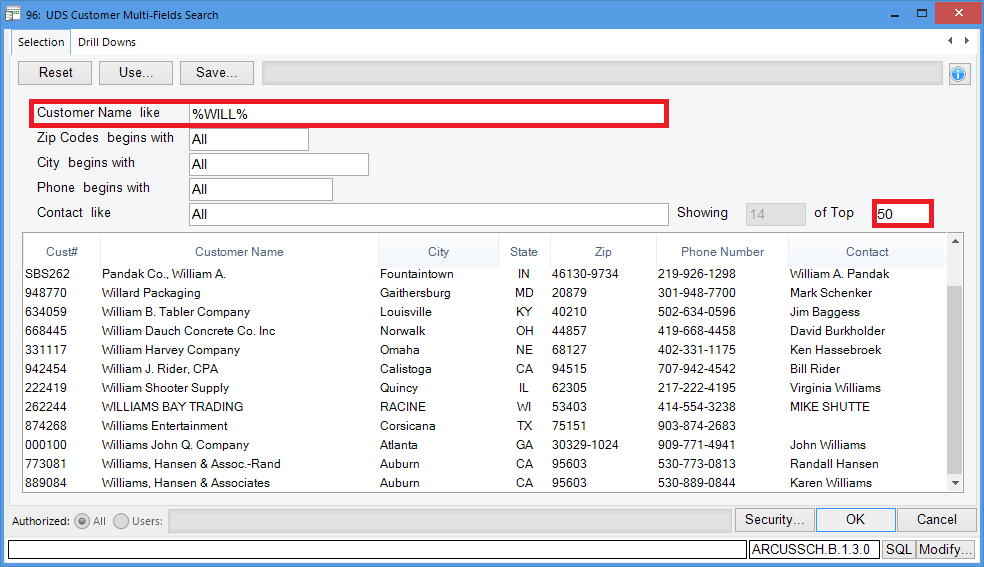 96: UDS Customer Multi-Fields Search
Selection Drill Downs
Reset Use... Save...
Customer Name like %WILL%
Zip Codes begins with All
City begins with All
Phone begins with All
Contact like All Showing 14 of Top 50
Cust# Customer Name City State Zip Phone Number Contact
SBS262 Pandak Co., William A. Fountaintown IN 46130-9734 219-926-1298 William A. Pandak
948770 Willard Packaging Gaithersburg MD 20879 301-948-7700 Mark Schenker
634059 William B. Tabler Company Louisville KY 40210 502-634-0596 Jim Baggess
668445 William Dauch Concrete Co. Inc Norwalk OH 44857 419-668-4458 David Burkholder
331117 William Harvey Company Omaha NE 68127 402-331-1175 Ken Hassebroek
942454 William J. Rider, CPA Calistoga CA 94515 707-942-4542 Bill Rider
222419 William Shooter Supply Quincy IL 62305 217-222-4195 Virginia Williams
262244 WILLIAMS BAY TRADING RACINE WI 53403 414-554-3238 MIKE SHUTTE
874268 Williams Entertainment Corsicana TX 75151 903-874-2683
000100 Williams John Q. Company Atlanta GA 30329-1024 909-771-4941 John Williams
773081 Williams, Hansen & Assoc.-Rand Auburn CA 95603 530-773-0813 Randall Hansen
889084 Williams, Hansen & Associates Auburn CA 95603 530-889-0844 Karen Williams
Authorized: All Users: Security... OK Cancel
ARCUSSCH.B.1.3.0 SQL Modify...